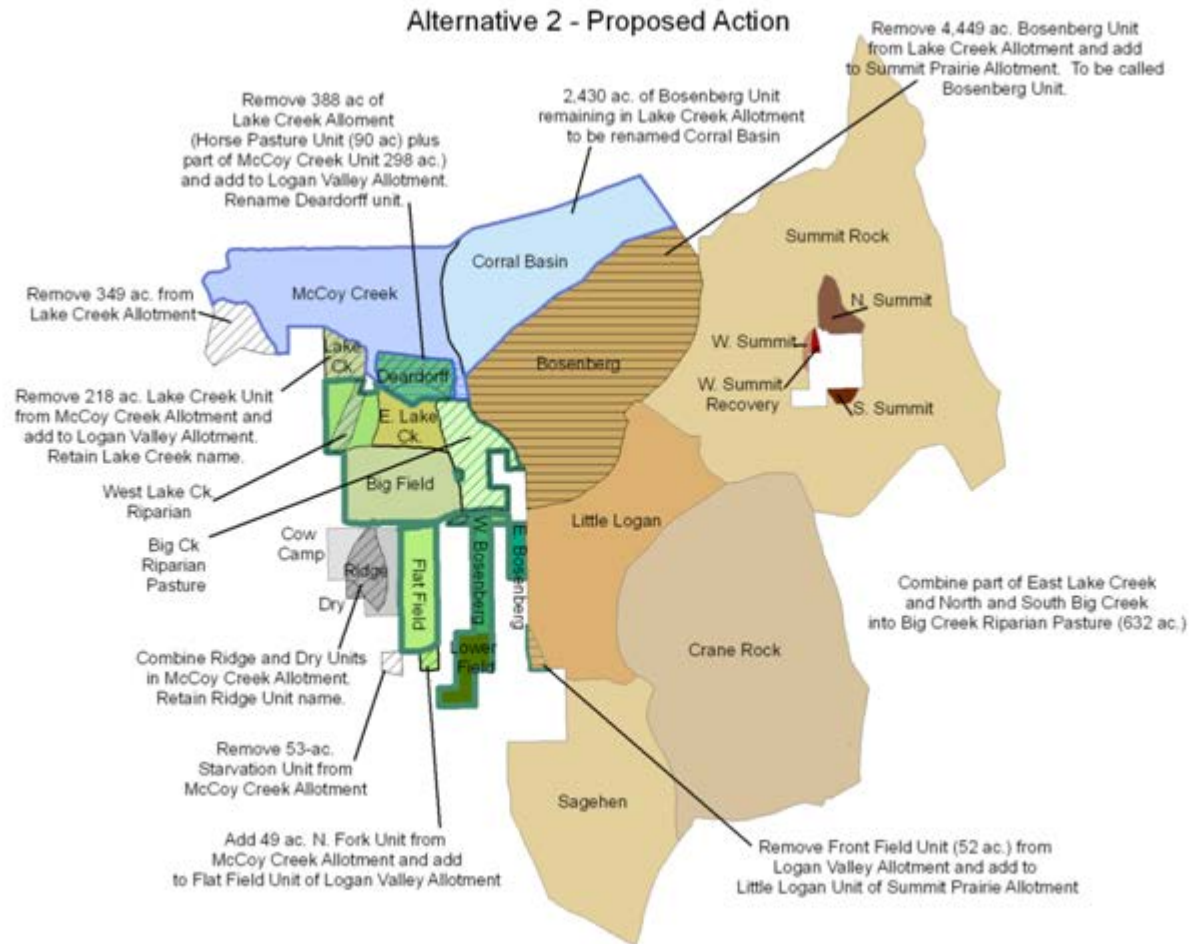 Alternative 2 - Proposed Action
Remove 4,449 ac. Bosenberg Unit
from Lake Creek Allotment and add
to Summit Prairie Allotment. To be called
Bosenberg Unit.
Remove 388 ac of
Lake Creek Alloment
(Horse Pasture Unit (90 ac) plus
part of McCoy Creek Unit 298 ac.)
and add to Logan Valley Allotment.
Rename Deardorff unit.
2,430 ac. of Bosenberg Unit
remaining in Lake Creek Allotment
to be renamed Corral Basin
Summit Rock
Corral Basin
McCoy Creek
Remove 349 ac. from
Lake Creek Allotment
N. Summit
W. Summit
W. Summit
Recovery
S. Summit
Bosenberg
Lake
Ck.
Deardorff
E. Lake
Ck.
Remove 218 ac. Lake Creek Unit
from McCoy Creek Allotment and
add to Logan Valley Allotment.
Retain Lake Creek name.
West Lake Ck
Riparian
Big Field
Big Ck
Riparian
Pasture
Cow
Camp
Ridge
Dry
Flat Field
W. Bosenberg
E. Bosenberg
Little Logan
Lower
Field
Crane Rock
Combine part of East Lake Creek
and North and South Big Creek
into Big Creek Riparian Pasture (632 ac.)
Combine Ridge and Dry Units
in McCoy Creek Allotment.
Retain Ridge Unit name.
Remove 53-ac.
Starvation Unit from
McCoy Creek Allotment
Add 49 ac. N. Fork Unit from
McCoy Creek Allotment and add
to Flat Field Unit of Logan Valley Allotment
Sagehen
Remove Front Field Unit (52 ac.) from
Logan Valley Allotment and add to
Little Logan Unit of Summit Prairie Allotment